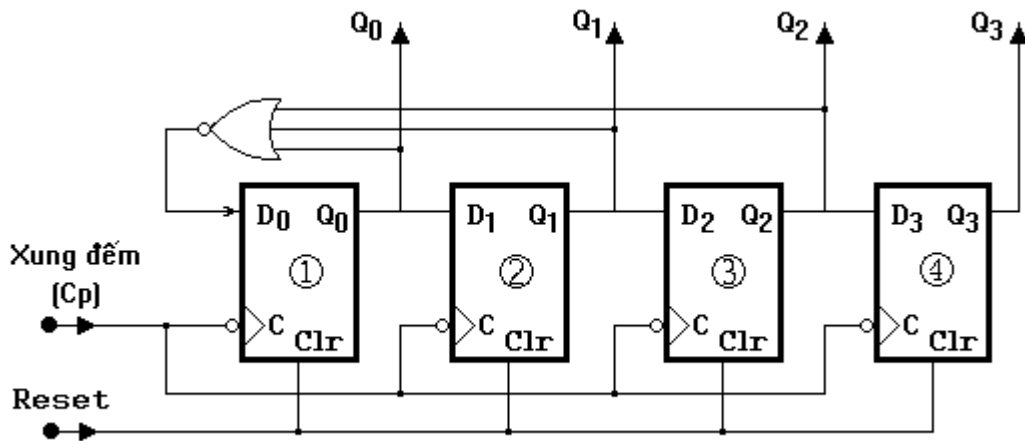 Q0 Q1 Q2 Q3
D0 Q0 D1 Q1 D2 Q2 D3 Q3
① ② ③ ④
Xung đếm
(Cp)
C C C C
Clr Clr Clr Clr
Reset